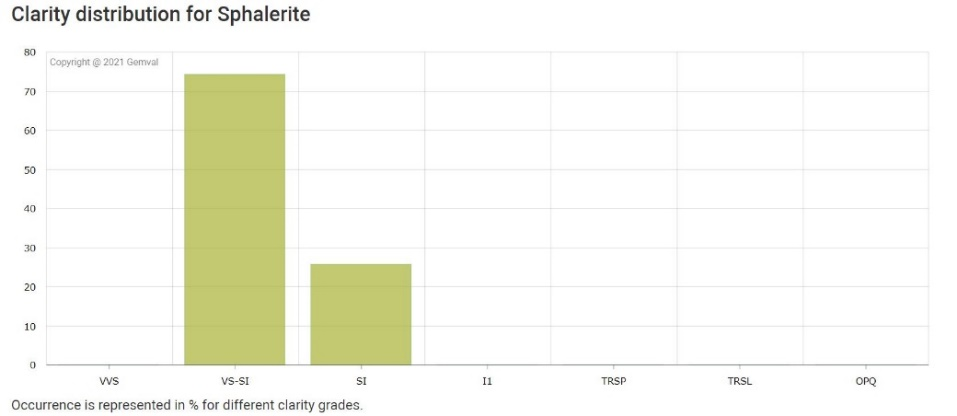 Clarity distribution for Sphalerite
80
Copyright @ 2021 Gemval
70
60
50
40
30
20
10
0
VVS VS-SI SI I1 TRSP TRSL OPQ
Occurrence is represented in % for different clarity grades.